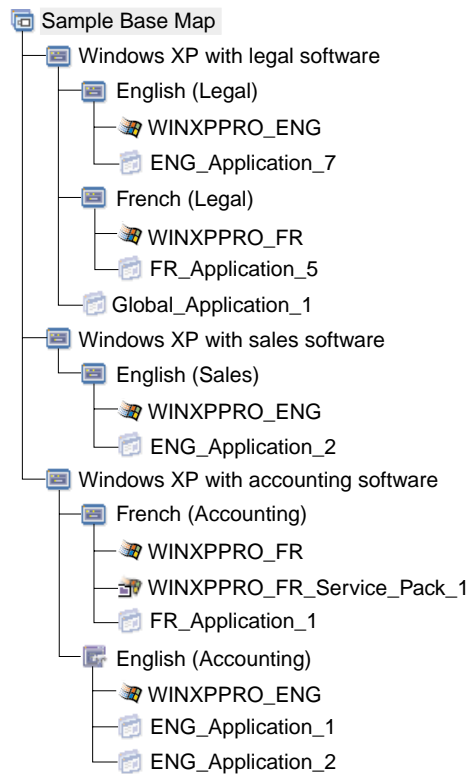 Sample Base Map
Windows XP with legal software
English (Legal)
WINXPPRO_ENG
ENG_Application_7
French (Legal)
WINXPPRO_FR
FR_Application_5
Global_Application_1
Windows XP with sales software
English (Sales)
WINXPPRO_ENG
ENG_Application_2
Windows XP with accounting software
French (Accounting)
WINXPPRO_FR
WINXPPRO_FR_Service_Pack_1
FR_Application_1
English (Accounting)
WINXPPRO_ENG
ENG_Application_1
ENG_Application_2